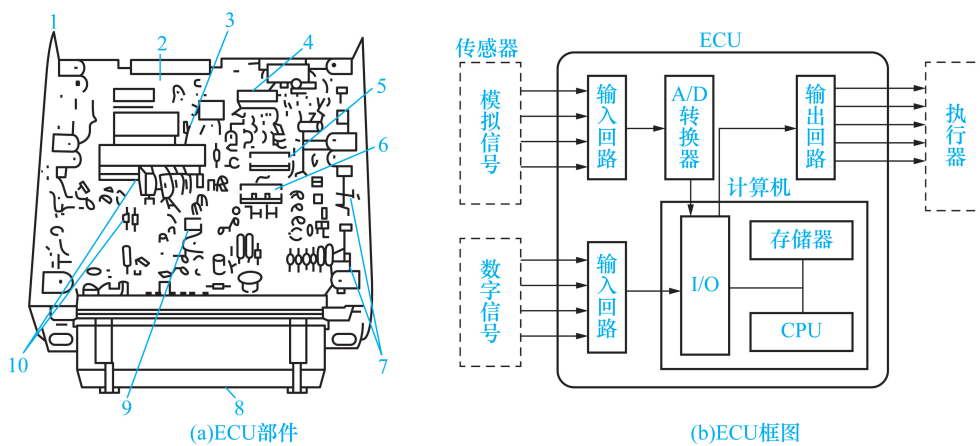 1
2
3
4
5
6
7
8
9
10
(a)ECU部件
ECU
传感器
模拟信号
输入回路
A/D
转换器
输出回路
执行器
计算机
数字信号
输入回路
I/O
存储器
CPU
(b)ECU框图